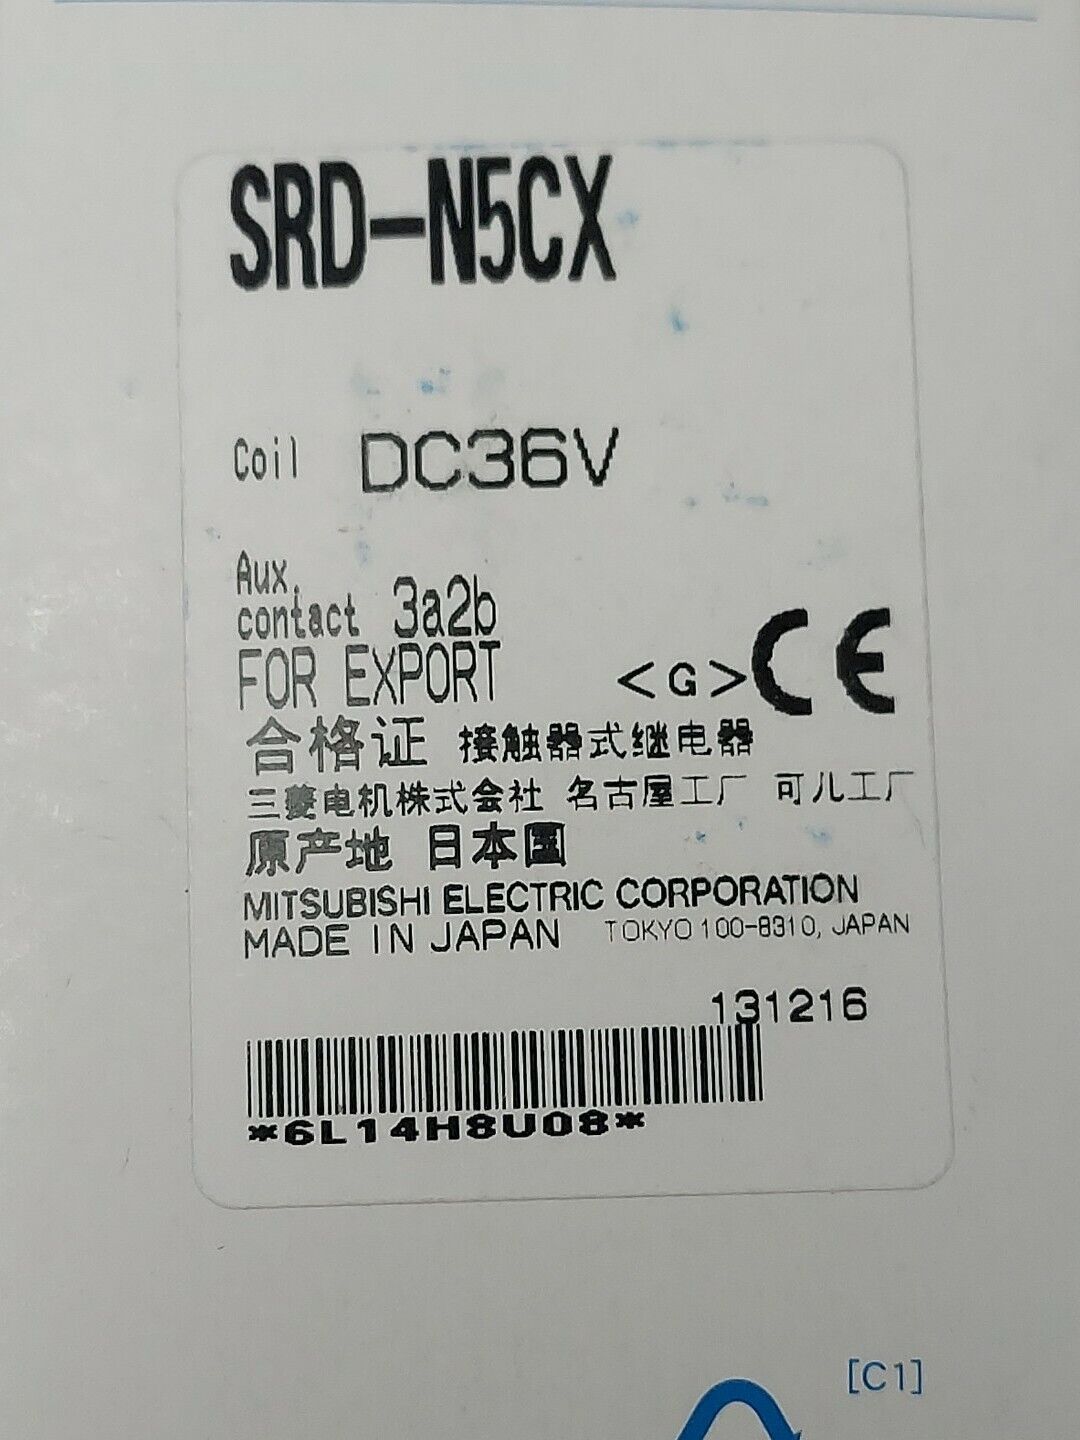 SRD-N5CX
Coil DC36V
Aux.
contact 3a2b
FOR EXPORT <G> CE
合格证 接触器式继电器
三菱电机株式会社 名古屋工厂 可儿工厂
原产地 日本国
MITSUBISHI ELECTRIC CORPORATION
MADE IN JAPAN TOKYO 100-8310, JAPAN
131216
*6L14H8U08*
[C1]